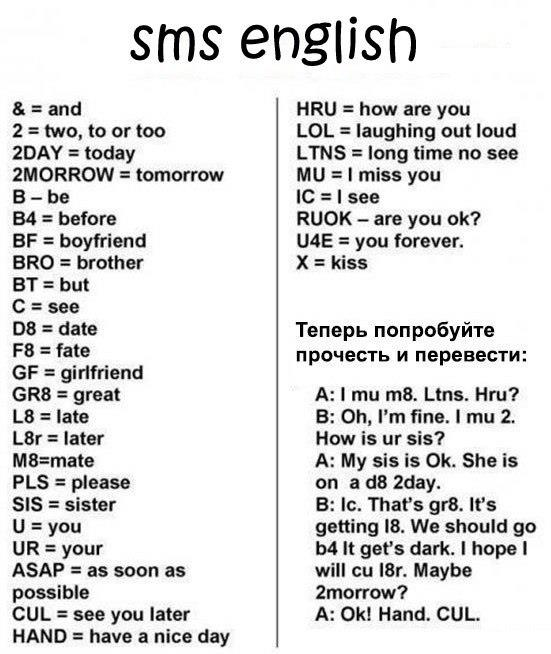 sms english
& = and
2 = two, to or too
2DAY = today
2MORROW = tomorrow
B – be
B4 = before
BF = boyfriend
BRO = brother
BT = but
C = see
D8 = date
F8 = fate
GF = girlfriend
GR8 = great
L8 = late
L8r = later
M8=mate
PLS = please
SIS = sister
U = you
UR = your
ASAP = as soon as
possible
CUL = see you later
HAND = have a nice day
HRU = how are you
LOL = laughing out loud
LTNS = long time no see
MU = I miss you
IC = I see
RUOK – are you ok?
U4E = you forever.
X = kiss
Теперь попробуйте
прочесть и перевести:
A: I mu m8. Ltns. Hru?
B: Oh, I'm fine. I mu 2.
How is ur sis?
A: My sis is Ok. She is
on a d8 2day.
B: Ic. That's gr8. It's
getting l8. We should go
b4 It get's dark. I hope I
will cu l8r. Maybe
2morrow?
A: Ok! Hand. CUL.